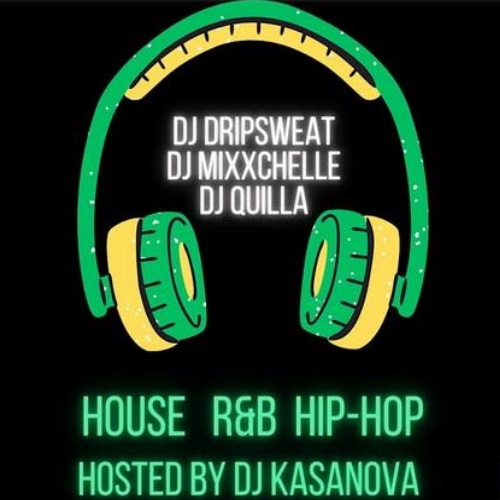 DJ DRIPSWEAT
DJ MIXXCHELLE
DJ QUILLA
HOUSE R&B HIP-HOP
HOSTED BY DJ KASANOVA